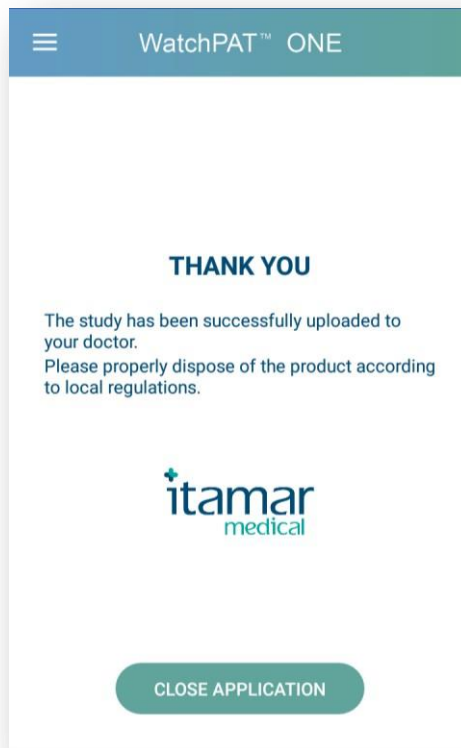 WatchPAT™ ONE
THANK YOU
The study has been successfully uploaded to
your doctor.
Please properly dispose of the product according
to local regulations.
itamar
medical
CLOSE APPLICATION